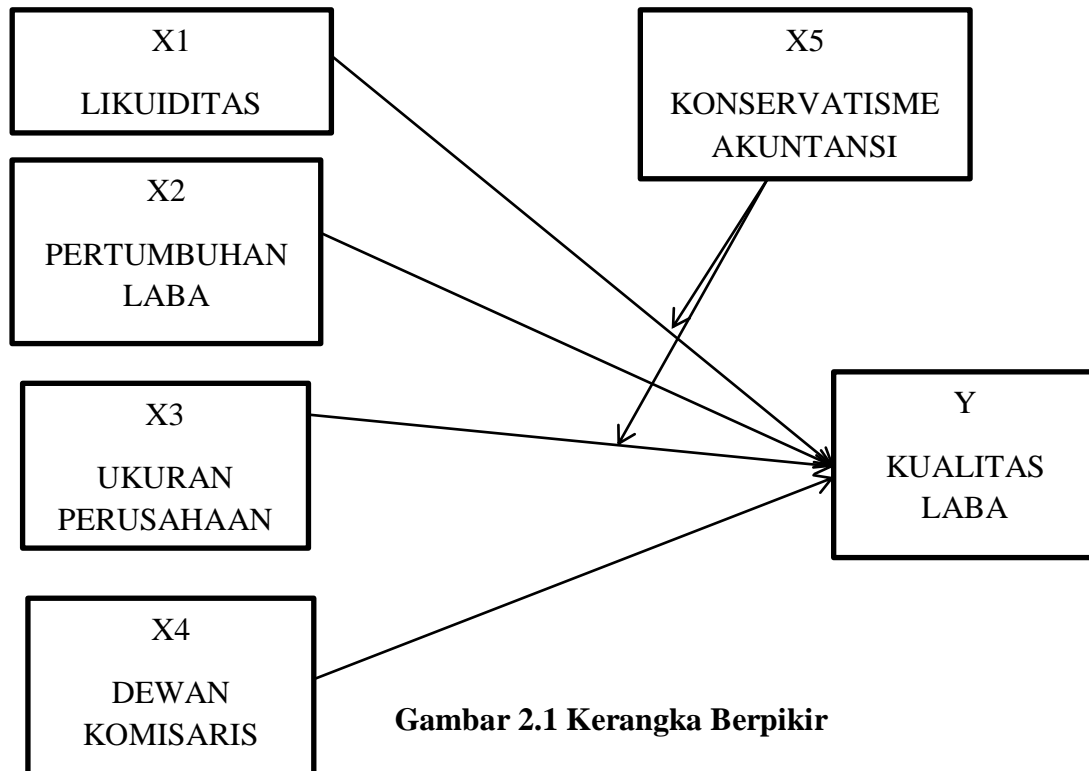 X1
LIKUIDITAS
X5
KONSERVATISME
AKUNTANSI
X2
PERTUMBUHAN
LABA
X3
UKURAN
PERUSAHAAN
Y
KUALITAS
LABA
X4
DEWAN
KOMISARIS
Gambar 2.1 Kerangka Berpikir